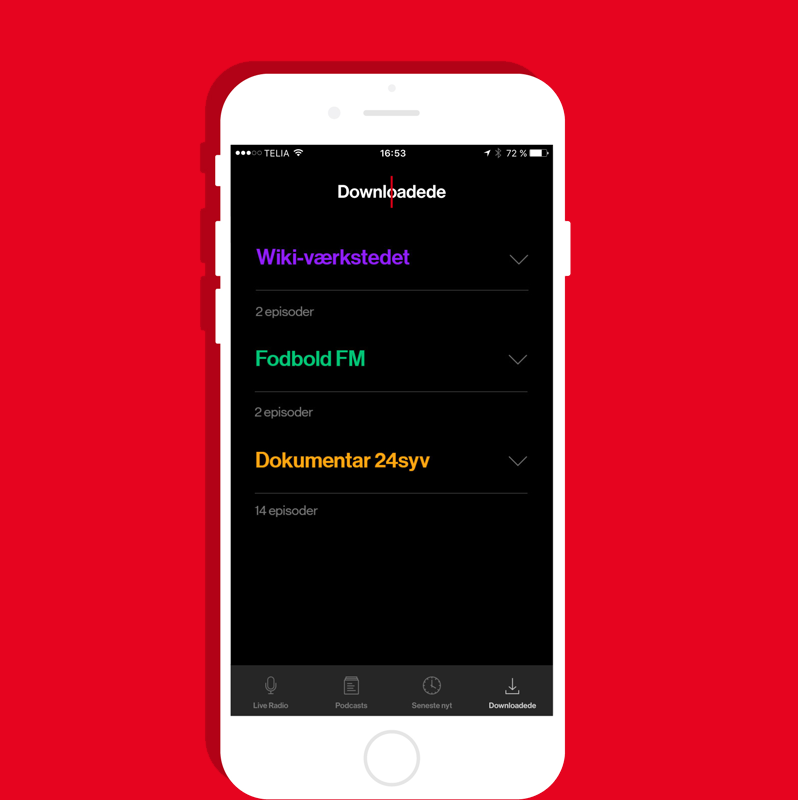 TELIA 16:53 72 %
Downloadede
Wiki-værkstedet
2 episoder
Fodbold FM
2 episoder
Dokumentar 24syv
14 episoder
Live Radio Podcasts Seneste nyt Downloadede